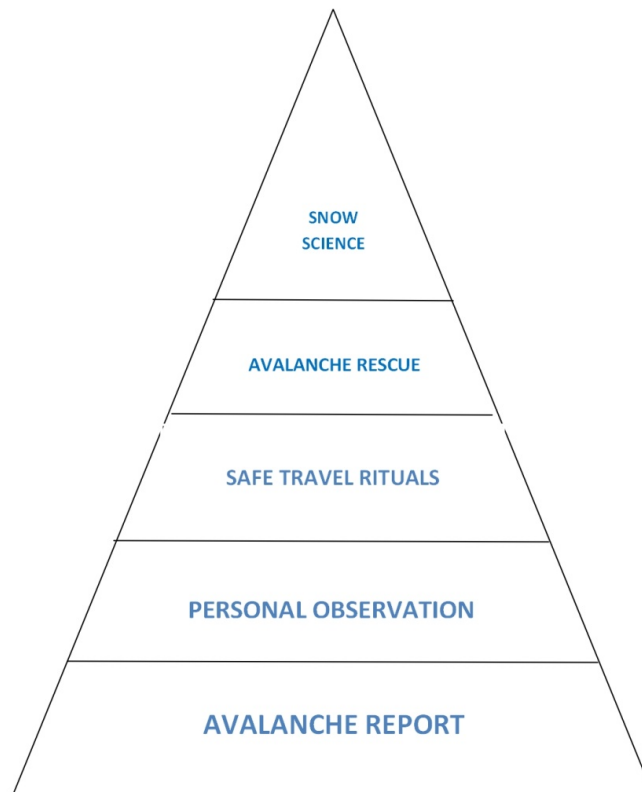 SNOW
SCIENCE
AVALANCHE RESCUE
SAFE TRAVEL RITUALS
PERSONAL OBSERVATION
AVALANCHE REPORT